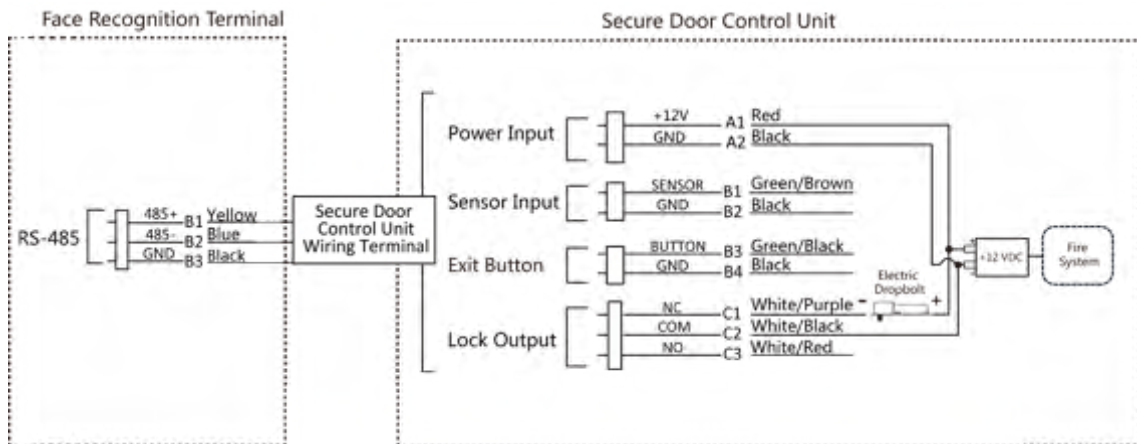 Face Recognition Terminal
Secure Door Control Unit
RS-485
485+ B1 Yellow
485- B2 Blue
GND B3 Black
Secure Door
Control Unit
Wiring Terminal
Power Input
+12V A1 Red
GND A2 Black
Sensor Input
SENSOR B1 Green/Brown
GND B2 Black
Exit Button
BUTTON B3 Green/Black
GND B4 Black
Lock Output
NC C1 White/Purple
COM C2 White/Black
NO C3 White/Red
Electric
Dropbolt
- +
+12 VDC
Fire
System